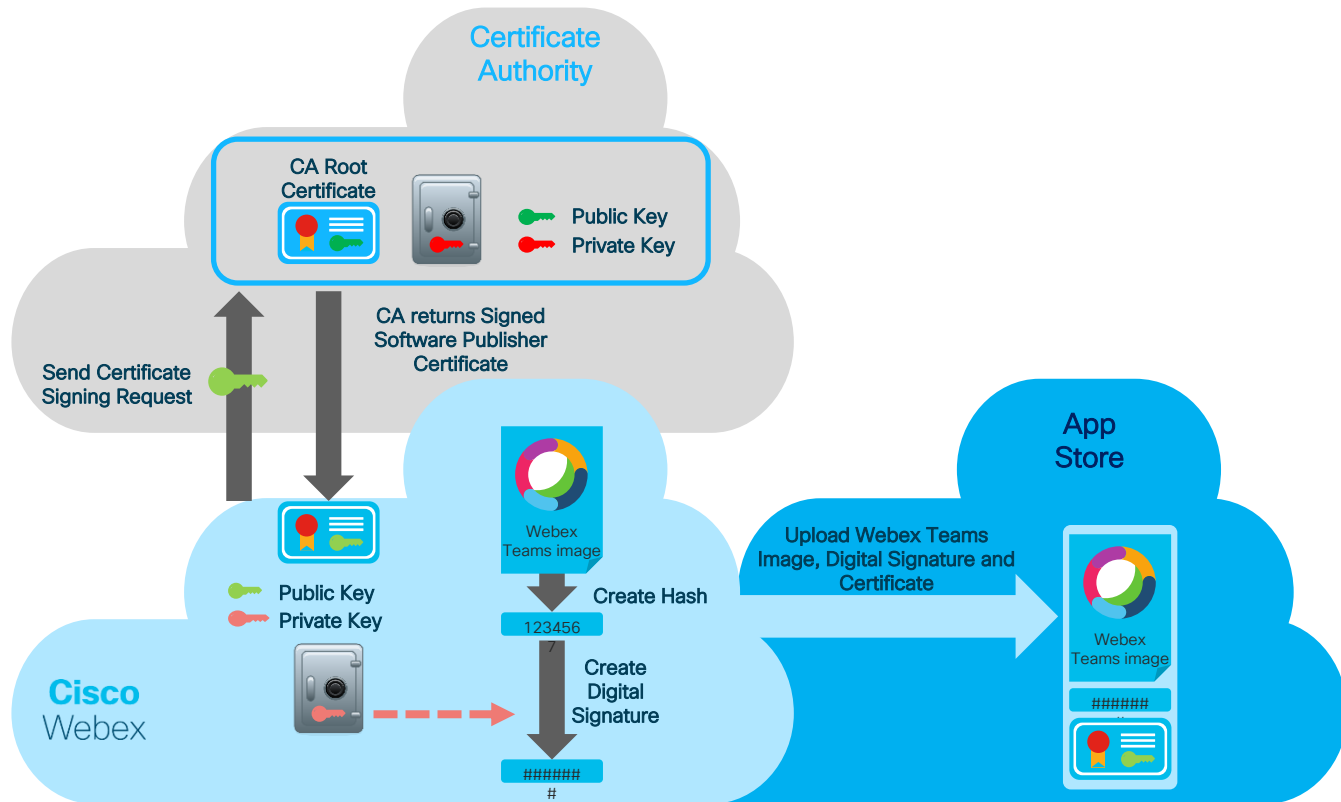 Certificate
Authority
CA Root
Certificate
Public Key
Private Key
CA returns Signed
Software Publisher
Certificate
Send Certificate
Signing Request
App
Store
Webex
Teams image
Upload Webex Teams
Image, Digital Signature and
Certificate
Public Key
Private Key
Create Hash
123456
7
Create
Digital
Signature
Cisco
Webex
######
#
Webex
Teams image
######